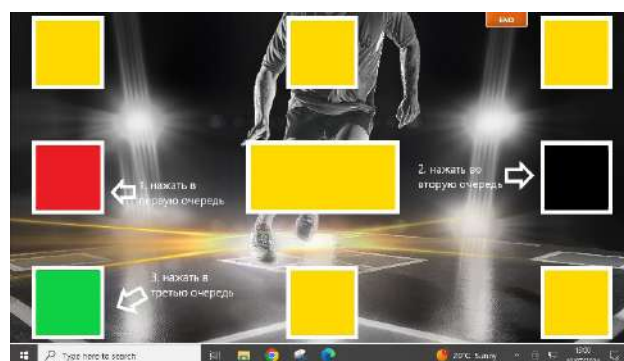 END
1. нажать в
первую очередь
2. нажать во
вторую очередь
3. нажать в
третью очередь
Type here to search
20°C Sunny